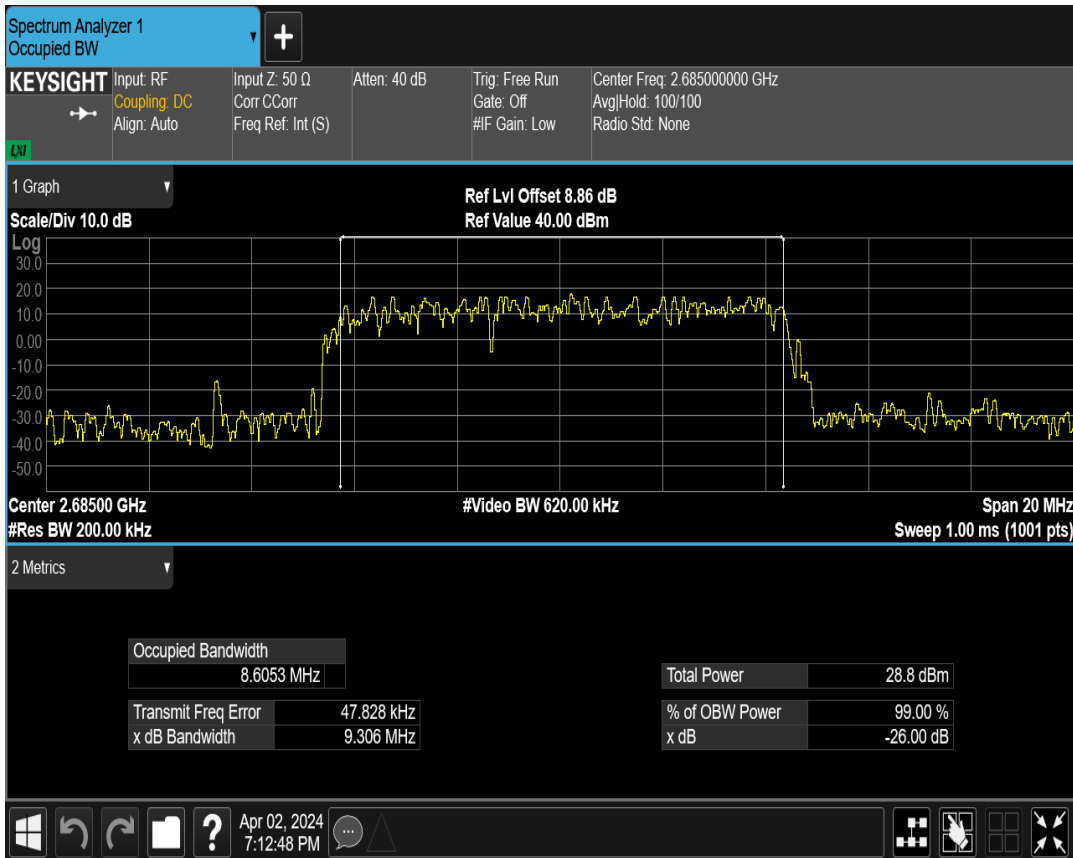 Spectrum Analyzer 1
Occupied BW
+
KEYSIGHT
LXI
Input: RF
Coupling: DC
Align: Auto
Input Z: 50 Ω
Corr CCorr
Freq Ref: Int (S)
Atten: 40 dB
Trig: Free Run
Gate: Off
#IF Gain: Low
Center Freq: 2.685000000 GHz
Avg|Hold: 100/100
Radio Std: None
1 Graph
Scale/Div 10.0 dB
Ref Lvl Offset 8.86 dB
Ref Value 40.00 dBm
Log
30.0
20.0
10.0
0.00
-10.0
-20.0
-30.0
-40.0
-50.0
Center 2.68500 GHz
#Video BW 620.00 kHz
Span 20 MHz
#Res BW 200.00 kHz
Sweep 1.00 ms (1001 pts)
2 Metrics
Occupied Bandwidth
8.6053 MHz
Total Power 28.8 dBm
Transmit Freq Error 47.828 kHz
% of OBW Power 99.00 %
x dB Bandwidth 9.306 MHz
x dB -26.00 dB
?
Apr 02, 2024
7:12:48 PM